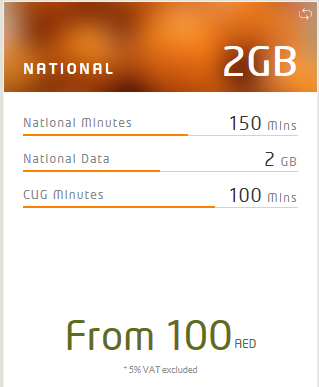 NATIONAL 2GB
National Minutes 150 Mins
National Data 2 GB
CUG Minutes 100 Mins
From 100 AED
* 5% VAT excluded